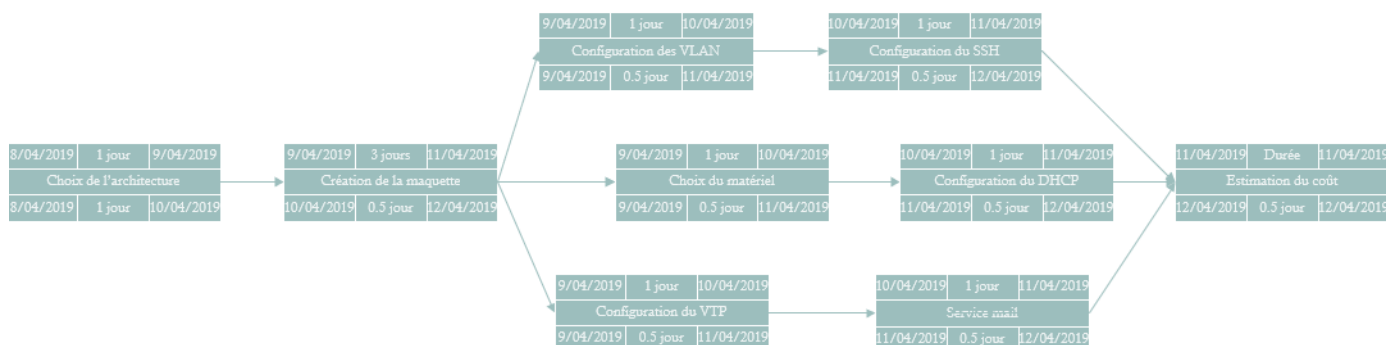 9/04/2019 1 jour 10/04/2019
Configuration des VLAN
9/04/2019 0.5 jour 11/04/2019
10/04/2019 1 jour 11/04/2019
Configuration du SSH
11/04/2019 0.5 jour 12/04/2019
8/04/2019 1 jour 9/04/2019
Choix de l'architecture
8/04/2019 1 jour 10/04/2019
9/04/2019 3 jours 11/04/2019
Création de la maquette
10/04/2019 0.5 jour 12/04/2019
9/04/2019 1 jour 10/04/2019
Choix du matériel
9/04/2019 0.5 jour 11/04/2019
10/04/2019 1 jour 11/04/2019
Configuration du DHCP
11/04/2019 0.5 jour 12/04/2019
11/04/2019 Durée 11/04/2019
Estimation du coût
12/04/2019 0.5 jour 12/04/2019
9/04/2019 1 jour 10/04/2019
Configuration du VTP
9/04/2019 0.5 jour 11/04/2019
10/04/2019 1 jour 11/04/2019
Service mail
11/04/2019 0.5 jour 12/04/2019